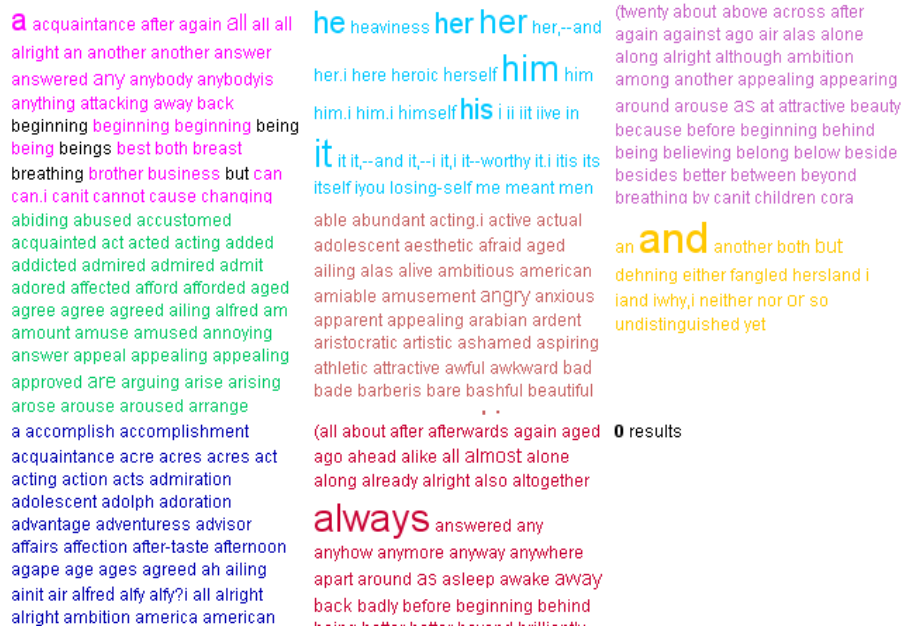 a acquaintance after again all all all
alright an another another answer
answered any anybody anybodyis
anything attacking away back
beginning beginning beginning being
being beings best both breast
breathing brother business but can
can.i canit cannot cause changing
he heaviness her her her,--and
her.i here heroic herself him him
him.i him.i himself his i ii iit iive in
it it it,--and it,--i it,i it--worthy it.i itis its
itself iyou losing-self me meant men
(twenty about above across after
again against ago air alas alone
along alright although ambition
among another appealing appearing
around arouse as at attractive beauty
because before beginning behind
being believing belong below beside
besides better between beyond
breathing by canit children cora
abiding abused accustomed
acquainted act acted acting added
addicted admired admired admit
adored affected afford afforded aged
agree agree agreed ailing alfred am
amount amuse amused annoying
answer appeal appealing appealing
approved are arguing arise arising
arose arouse aroused arrange
able abundant acting.i active actual
adolescent aesthetic afraid aged
ailing alas alive ambitious american
amiable amusement angry anxious
apparent appealing arabian ardent
aristocratic artistic ashamed aspiring
athletic attractive awful awkward bad
bade barberis bare bashful beautiful
an and another both but
dehning either fangled hersland i
iand iwhy,i neither nor or so
undistinguished yet
a accomplish accomplishment
acquaintance acre acres acres act
acting action acts admiration
adolescent adolph adoration
advantage adventuress advisor
affairs affection after-taste afternoon
agape age ages agreed ah ailing
ainit air alfred alfy alfy?i all alright
alright ambition america american
(all about after afterwards again aged
ago ahead alike all almost alone
along already alright also altogether
always answered any
anyhow anymore anyway anywhere
apart around as asleep awake away
back badly before beginning behind
being better better beyond brilliantly
0 results